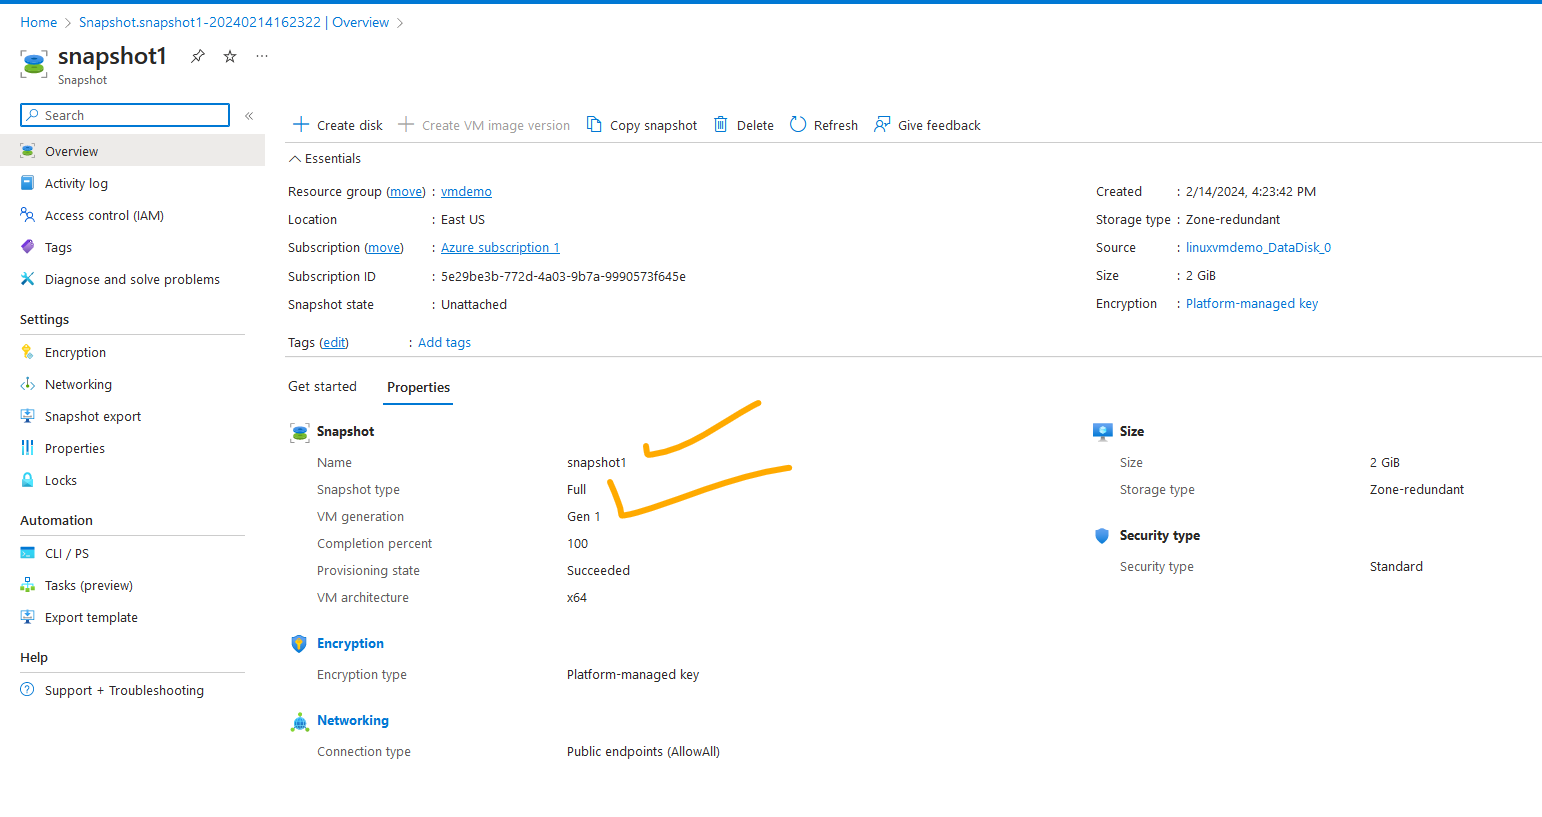 Home > Snapshot.snapshot1-20240214162322 | Overview >
snapshot1 ...
Snapshot
Search «
Overview
Activity log
Access control (IAM)
Tags
Diagnose and solve problems
Settings
Encryption
Networking
Snapshot export
Properties
Locks
Automation
CLI / PS
Tasks (preview)
Export template
Help
Support + Troubleshooting
Create disk Create VM image version Copy snapshot Delete Refresh Give feedback
Essentials
Resource group (move) : vmdemo
Location : East US
Subscription (move) : Azure subscription 1
Subscription ID : 5e29be3b-772d-4a03-9b7a-9990573f645e
Snapshot state : Unattached
Created : 2/14/2024, 4:23:42 PM
Storage type : Zone-redundant
Source : linuxvmdemo_DataDisk_0
Size : 2 GiB
Encryption : Platform-managed key
Tags (edit) : Add tags
Get started Properties
Snapshot
Name snapshot1
Snapshot type Full
VM generation Gen 1
Completion percent 100
Provisioning state Succeeded
VM architecture x64
Encryption
Encryption type Platform-managed key
Networking
Connection type Public endpoints (AllowAll)
Size
Size 2 GiB
Storage type Zone-redundant
Security type
Security type Standard